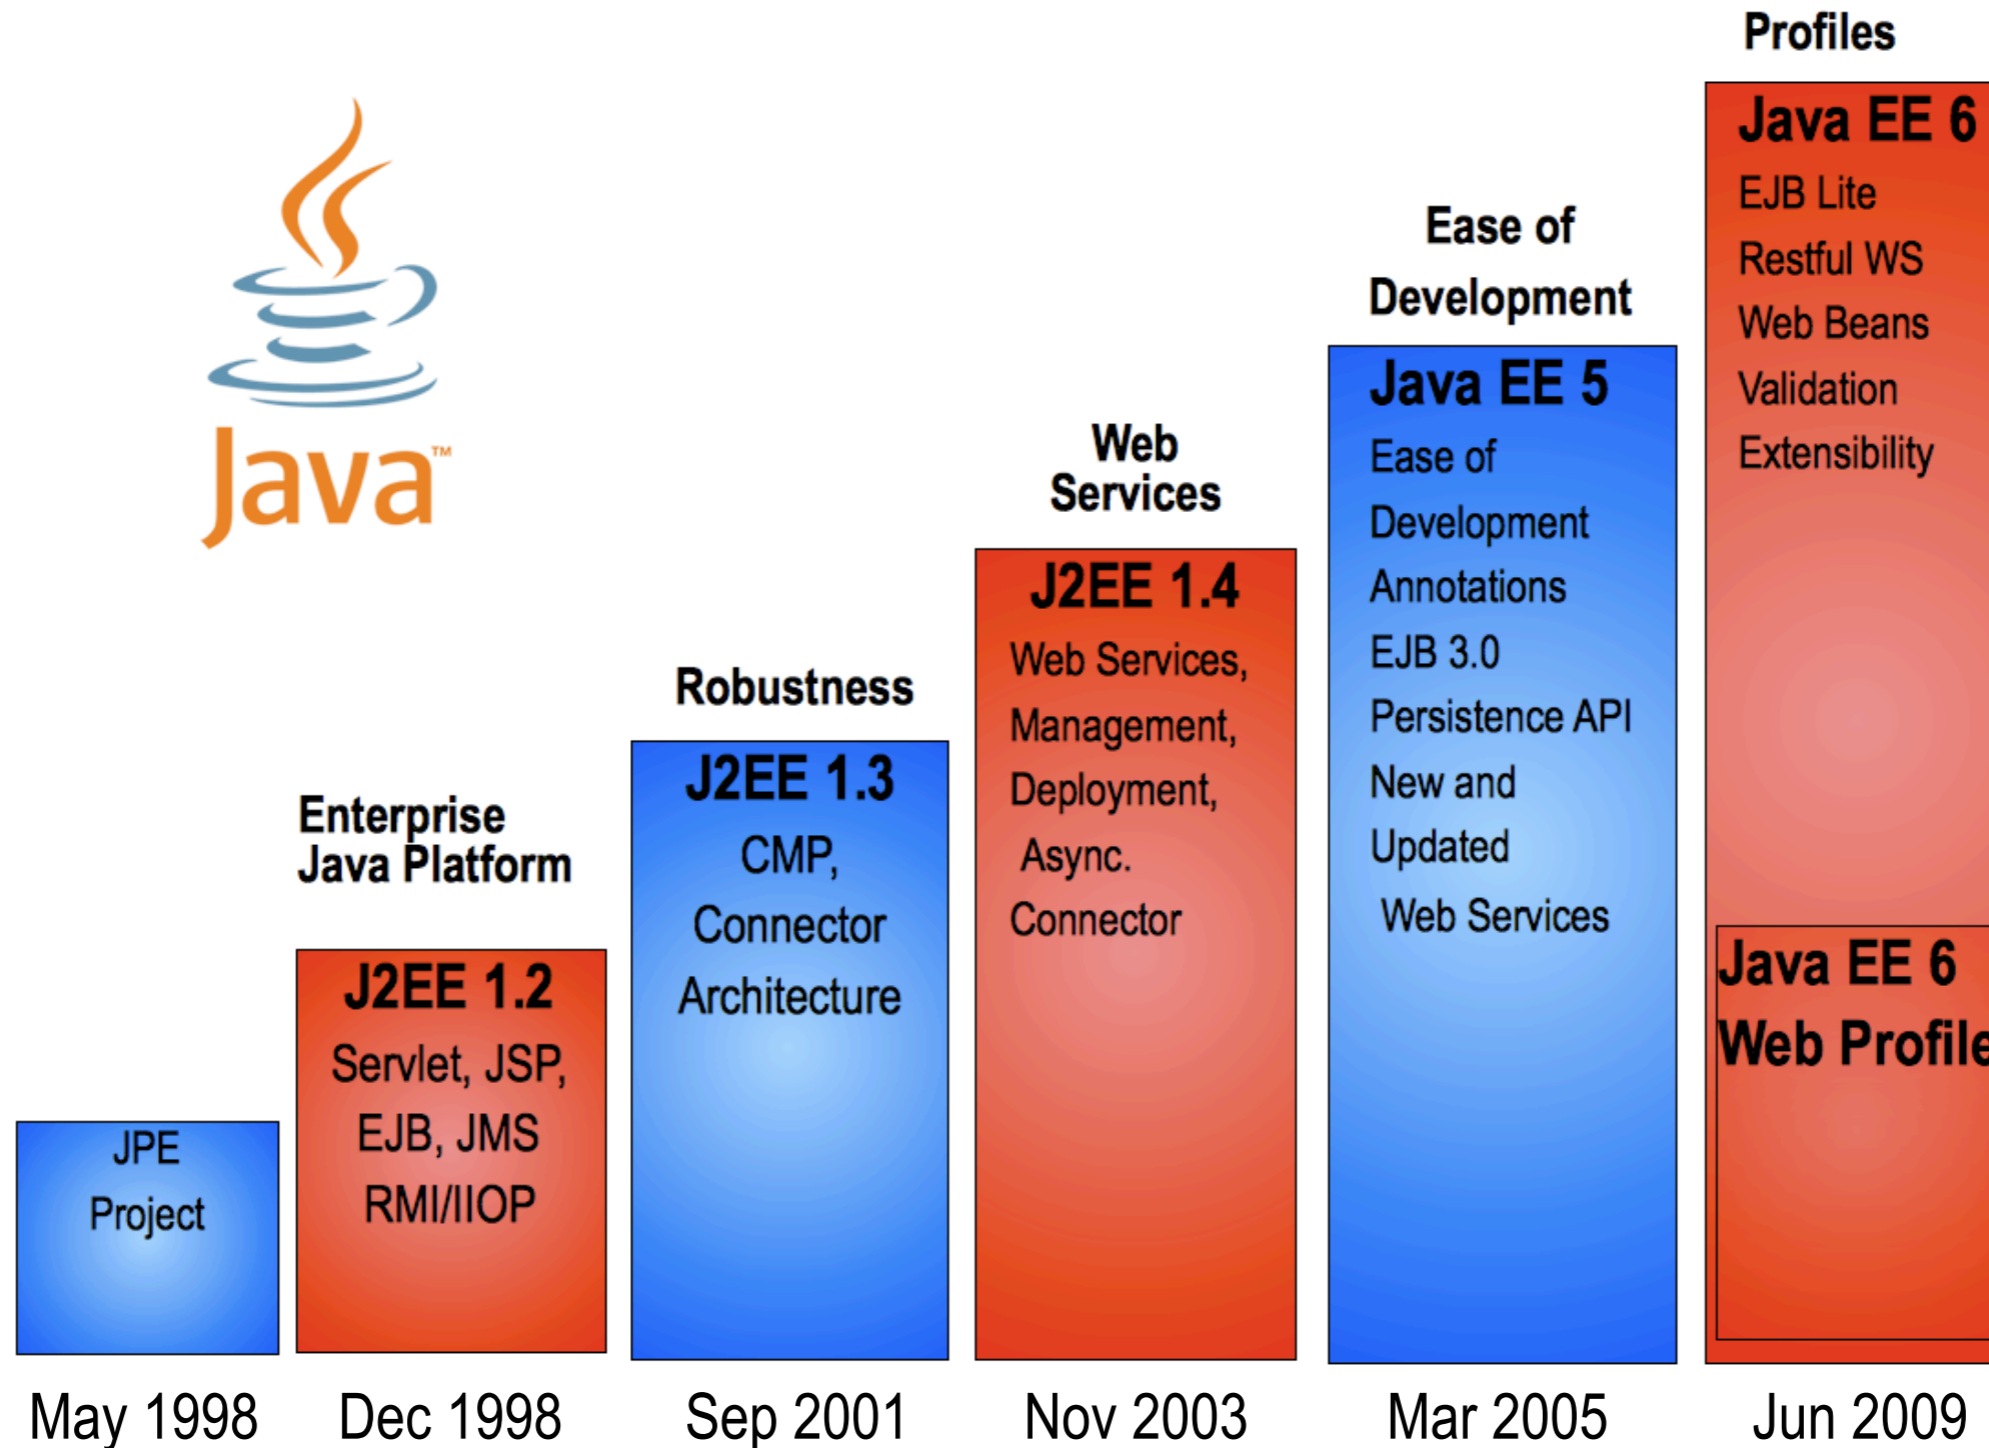 Java™
May 1998
JPE
Project
Dec 1998
Enterprise
Java Platform
J2EE 1.2
Servlet, JSP,
EJB, JMS
RMI/IIOP
Sep 2001
Robustness
J2EE 1.3
CMP,
Connector
Architecture
Nov 2003
Web
Services
J2EE 1.4
Web Services,
Management,
Deployment,
Async.
Connector
Mar 2005
Ease of
Development
Java EE 5
Ease of
Development
Annotations
EJB 3.0
Persistence API
New and
Updated
Web Services
Jun 2009
Profiles
Java EE 6
EJB Lite
Restful WS
Web Beans
Validation
Extensibility
Java EE 6
Web Profile